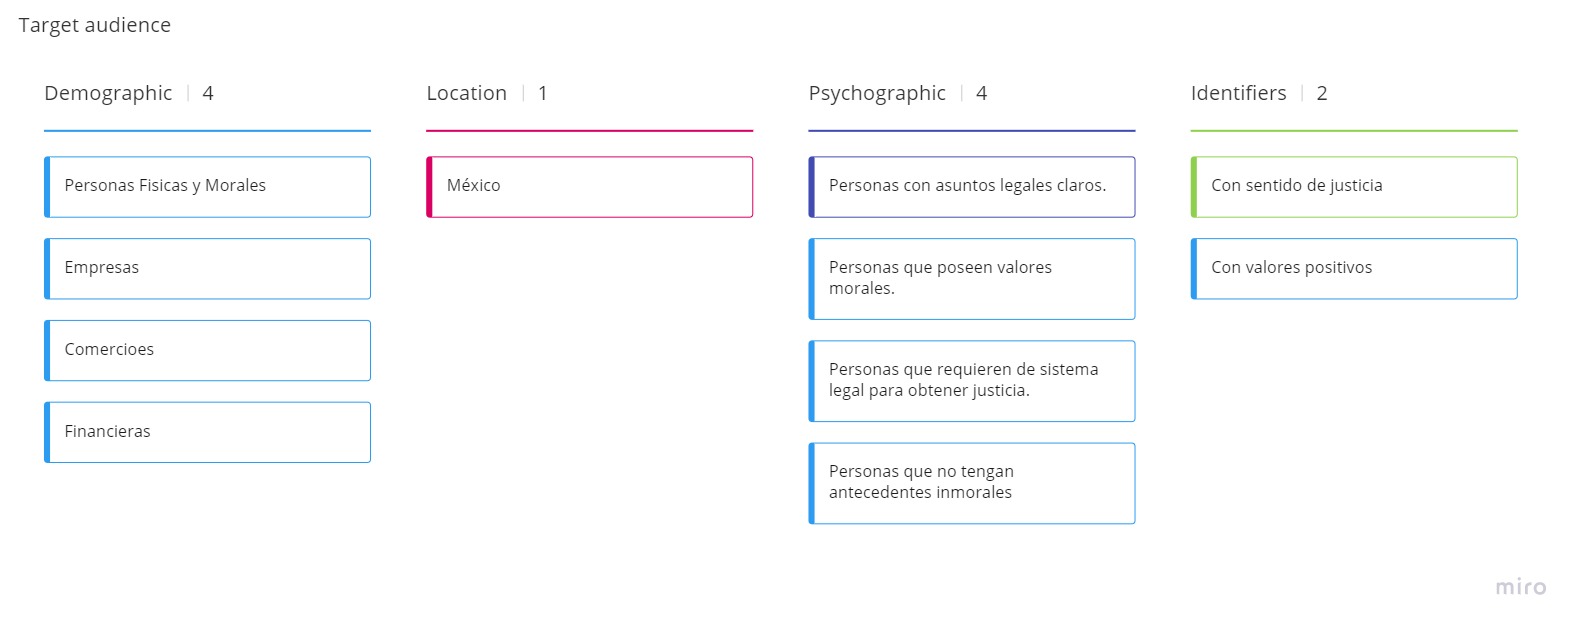 Target audience
Demographic | 4
Personas Fisicas y Morales
Empresas
Comercioes
Financieras
Location | 1
México
Psychographic | 4
Personas con asuntos legales claros.
Personas que poseen valores
morales.
Personas que requieren de sistema
legal para obtener justicia.
Personas que no tengan
antecedentes inmorales
Identifiers | 2
Con sentido de justicia
Con valores positivos
miro